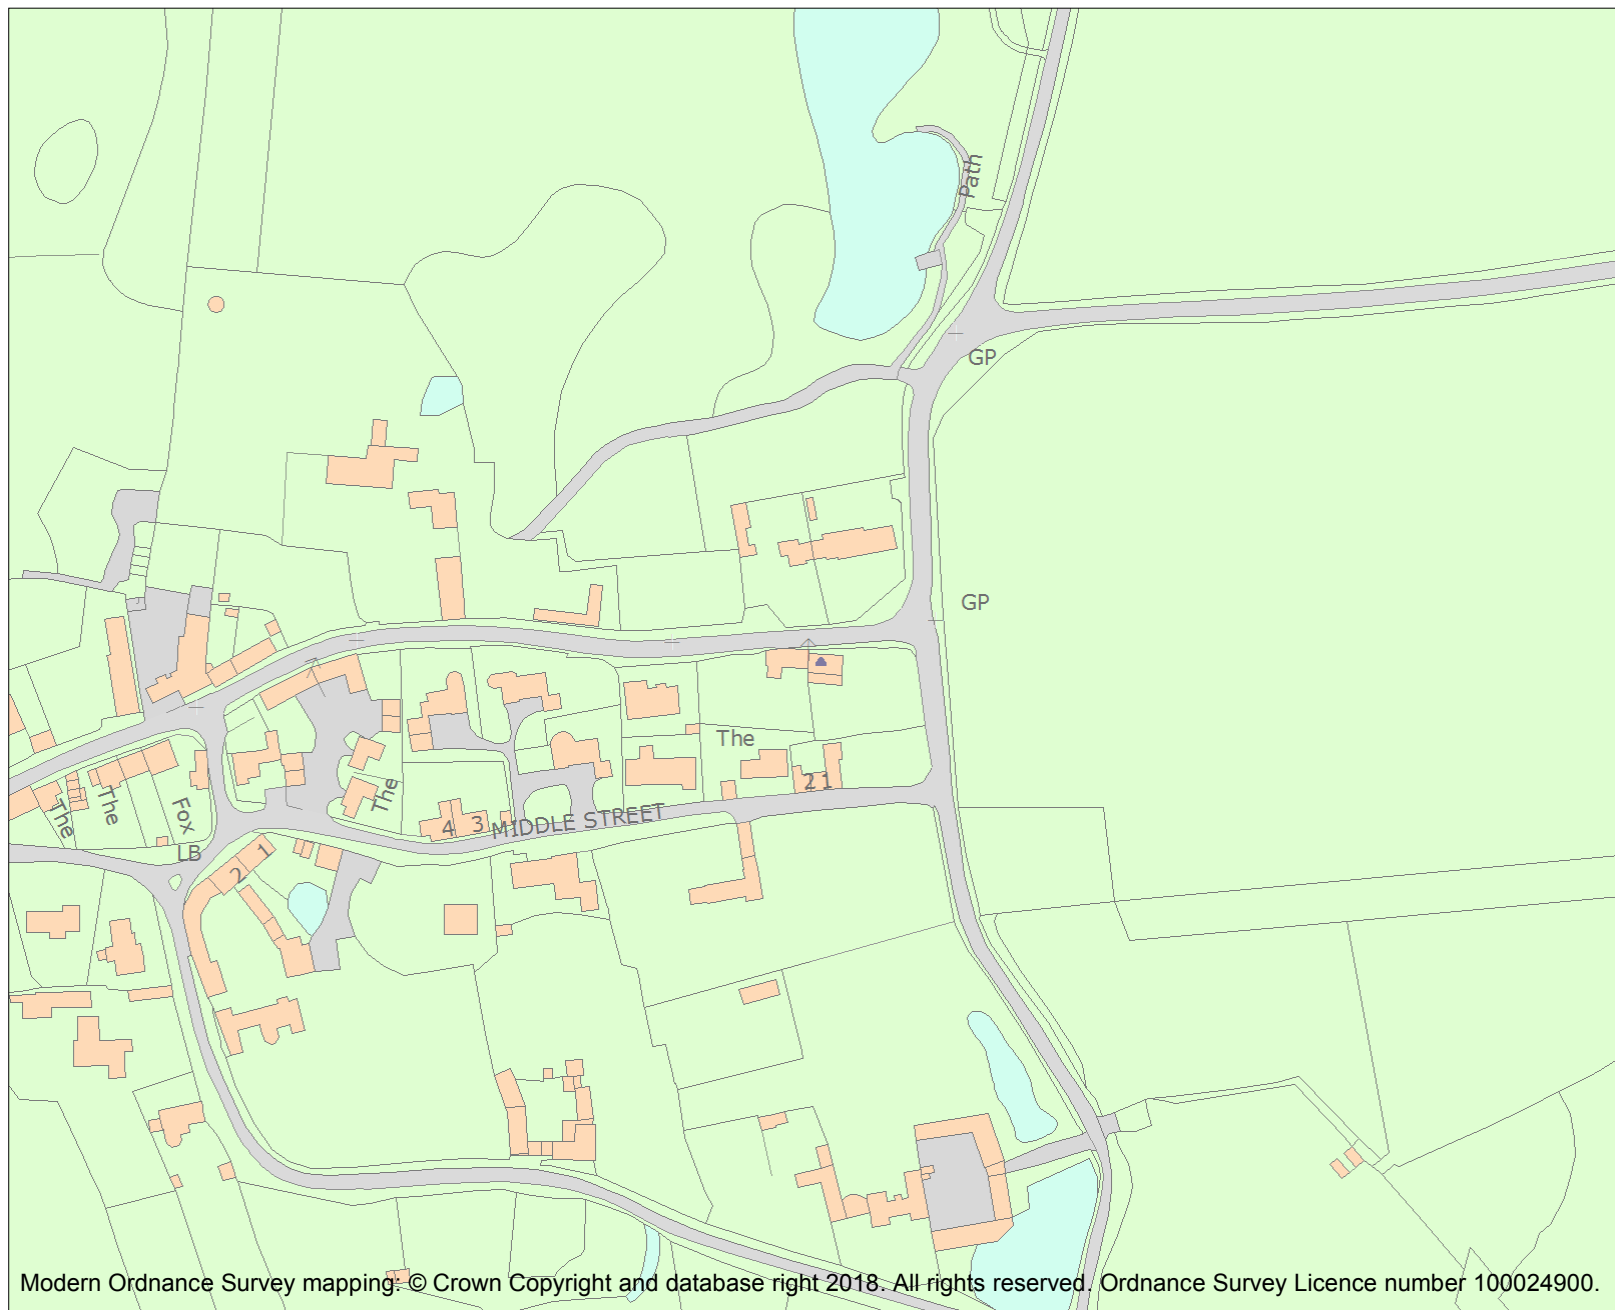 Path
GP
GP
The
2 1
The
4 3 MIDDLE STREET
The
The
Fox
LB
1
2
Modern Ordnance Survey mapping: © Crown Copyright and database right 2018. All rights reserved. Ordnance Survey Licence number 100024900.